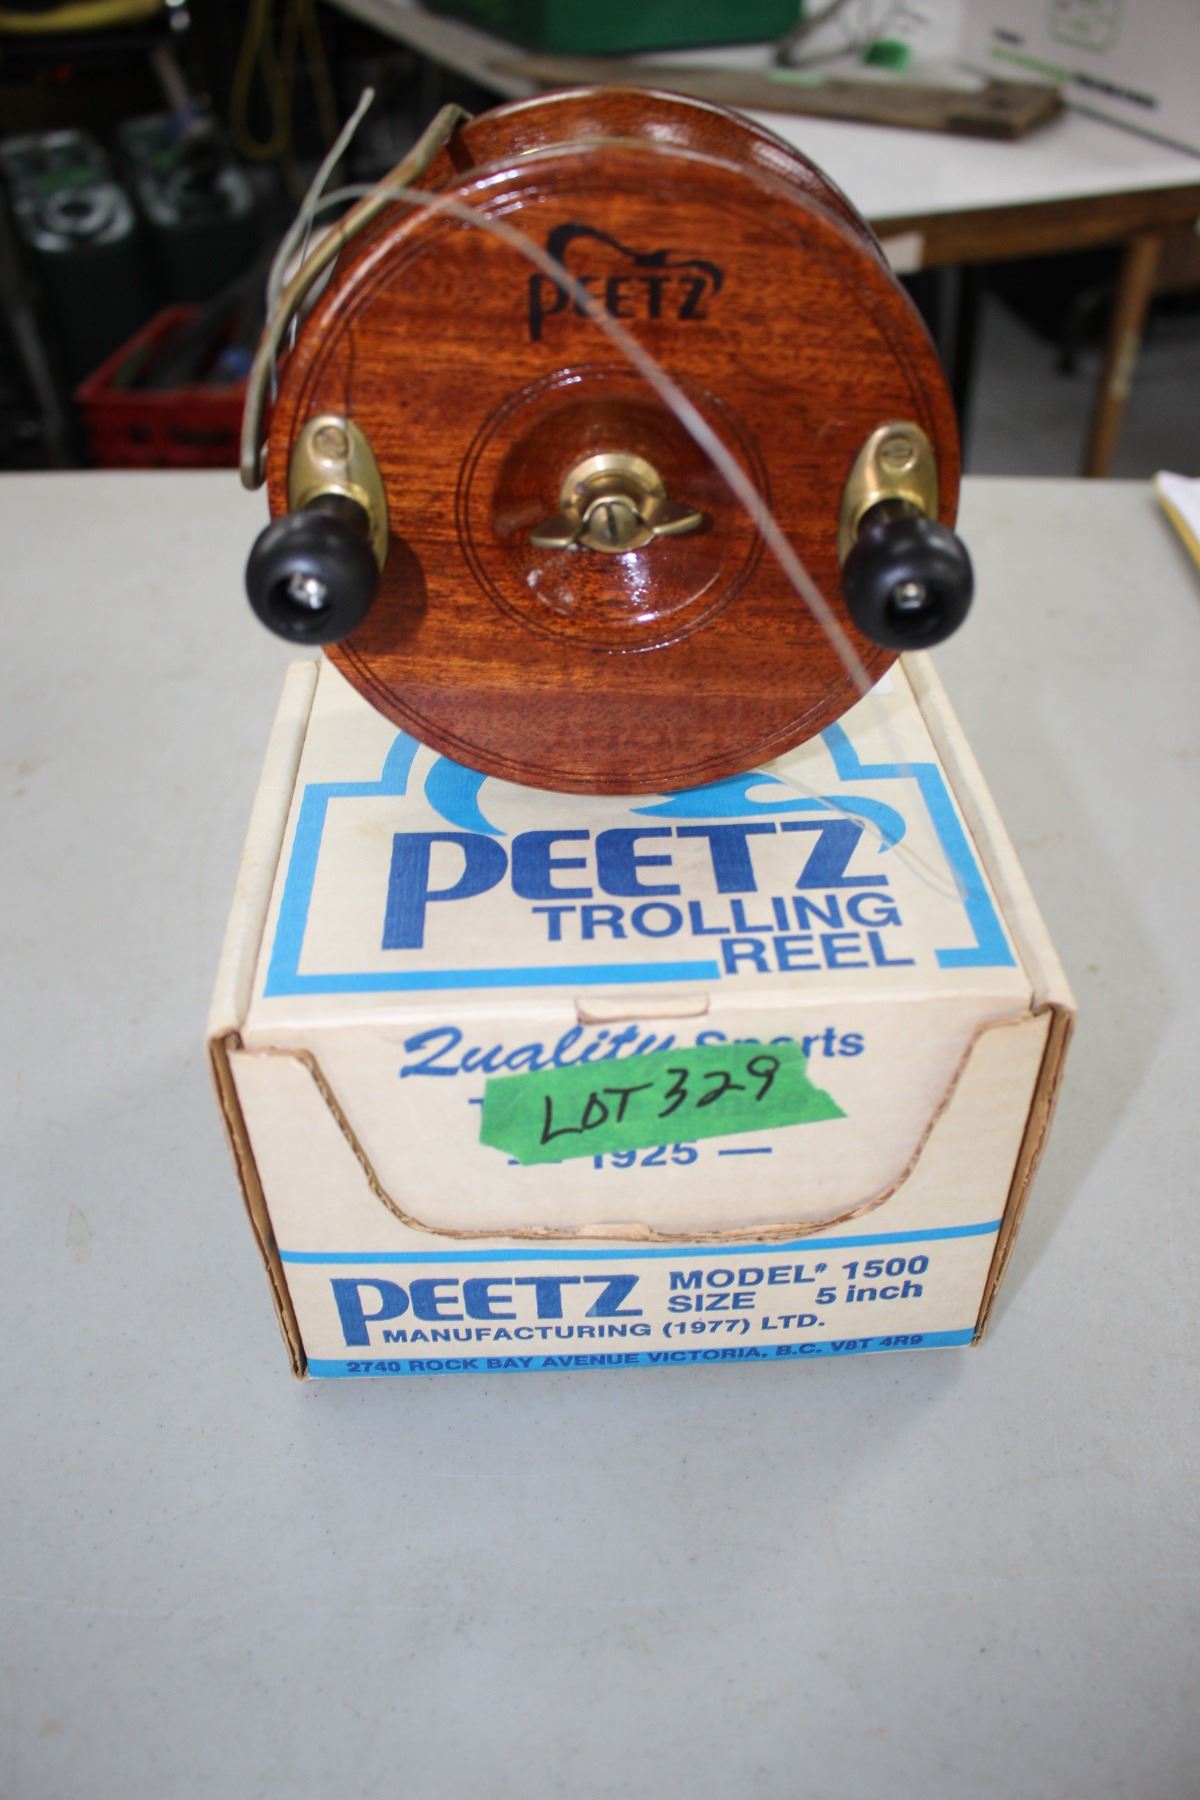 PEETZ
PEETZ
TROLLING
REEL
Quality Sports
LOT 329
— 1925 —
PEETZ
MODEL# 1500
SIZE 5 inch
MANUFACTURING (1977) LTD.
2740 ROCK BAY AVENUE VICTORIA, B.C. V8T 4R9